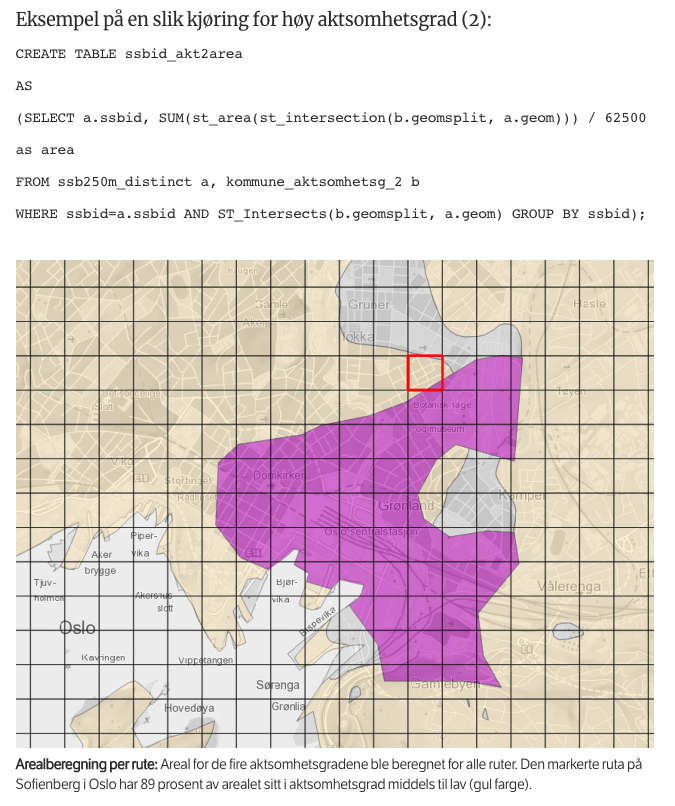 Eksempel på en slik kjøring for høy aktsomhetsgrad (2):
CREATE TABLE ssbid_akt2area
AS
(SELECT a.ssbid, SUM(st_area(st_intersection(b.geomsplit, a.geom))) / 62500
as area
FROM ssb250m_distinct a, kommune_aktsomhetsg_2 b
WHERE ssbid=a.ssbid AND ST_Intersects(b.geomsplit, a.geom) GROUP BY ssbid);
haugen
Gamle
Aker
Grüner
løkka
Hasle
Tøyen
Det kongelige
Slott
Botanisk hage
og museum
Vika
Stortinget
Rådhuset
Domkirken
Grønland
Kampen
Oslo sentralstasjon
Piper-
vika
Aker
brygge
Tjuv-
holmen
Akershus
slott
Bjør-
vika
Bispevika
Vålerenga
Oslo
Kavringen
Vippetangen
Sørenga
Gamlebyen
Hovedøya
Grønlia
Arealberegning per rute: Areal for de fire aktsomhetsgradene ble beregnet for alle ruter. Den markerte ruta på
Sofienberg i Oslo har 89 prosent av arealet sitt i aktsomhetsgrad middels til lav (gul farge).